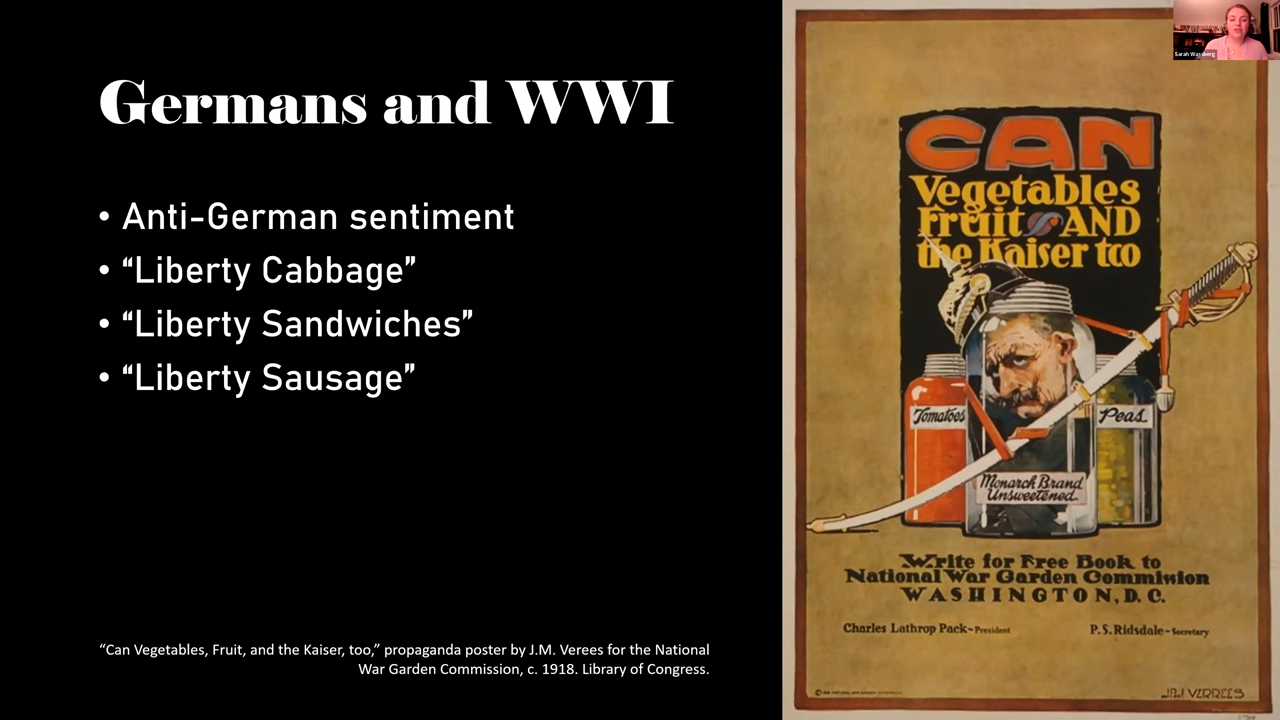 Germans and WWI
• Anti-German sentiment
• “Liberty Cabbage”
• “Liberty Sandwiches”
• “Liberty Sausage”
“Can Vegetables, Fruit, and the Kaiser, too,” propaganda poster by J.M. Verees for the National
War Garden Commission, c. 1918. Library of Congress.
Sarah Wassberg
CAN
Vegetables
Fruit AND
the Kaiser too
Tomatoes
Peas
Monarch Brand
Unsweetened
Write for Free Book to
National War Garden Commission
WASHINGTON, D.C.
Charles Lathrop Pack~President
P.S. Ridsdale~Secretary
J.P.J. VERREES